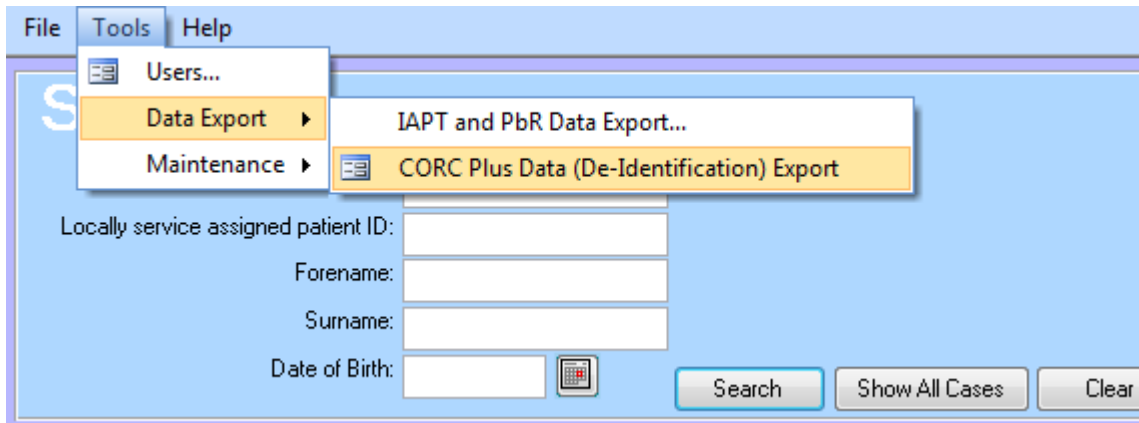 File Tools Help
Users...
Data Export
IAPT and PbR Data Export...
Maintenance
CORC Plus Data (De-Identification) Export
Locally service assigned patient ID:
Forename:
Surname:
Date of Birth:
Search Show All Cases Clear